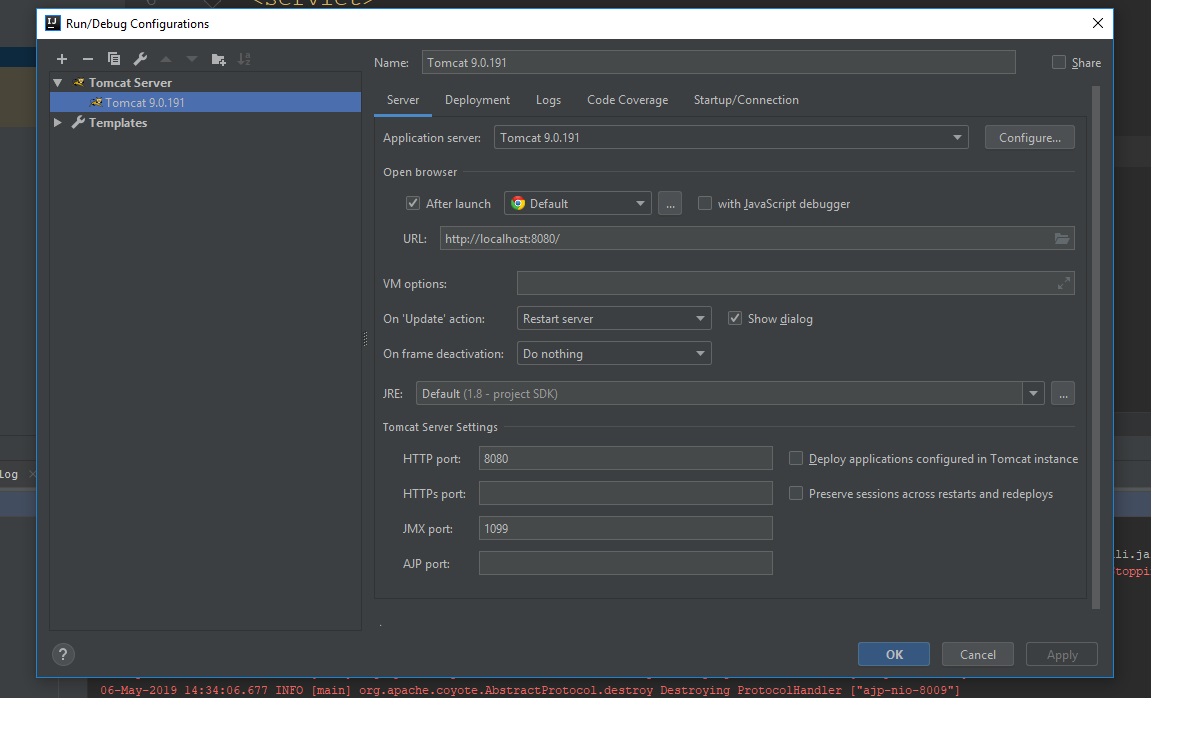 <servlet>
Run/Debug Configurations
Name: Tomcat 9.0.191 Share
Tomcat Server
Tomcat 9.0.191
Templates
Server Deployment Logs Code Coverage Startup/Connection
Application server: Tomcat 9.0.191 Configure...
Open browser
After launch Default ... with JavaScript debugger
URL: http://localhost:8080/
VM options:
On 'Update' action: Restart server Show dialog
On frame deactivation: Do nothing
JRE: Default (1.8 - project SDK) ...
Tomcat Server Settings
HTTP port: 8080 Deploy applications configured in Tomcat instance
HTTPs port: Preserve sessions across restarts and redeploys
JMX port: 1099
AJP port:
log
li.ja
toppi
? OK Cancel Apply
06-May-2019 14:34:06.677 INFO [main] org.apache.coyote.AbstractProtocol.destroy Destroying ProtocolHandler ["ajp-nio-8009"]